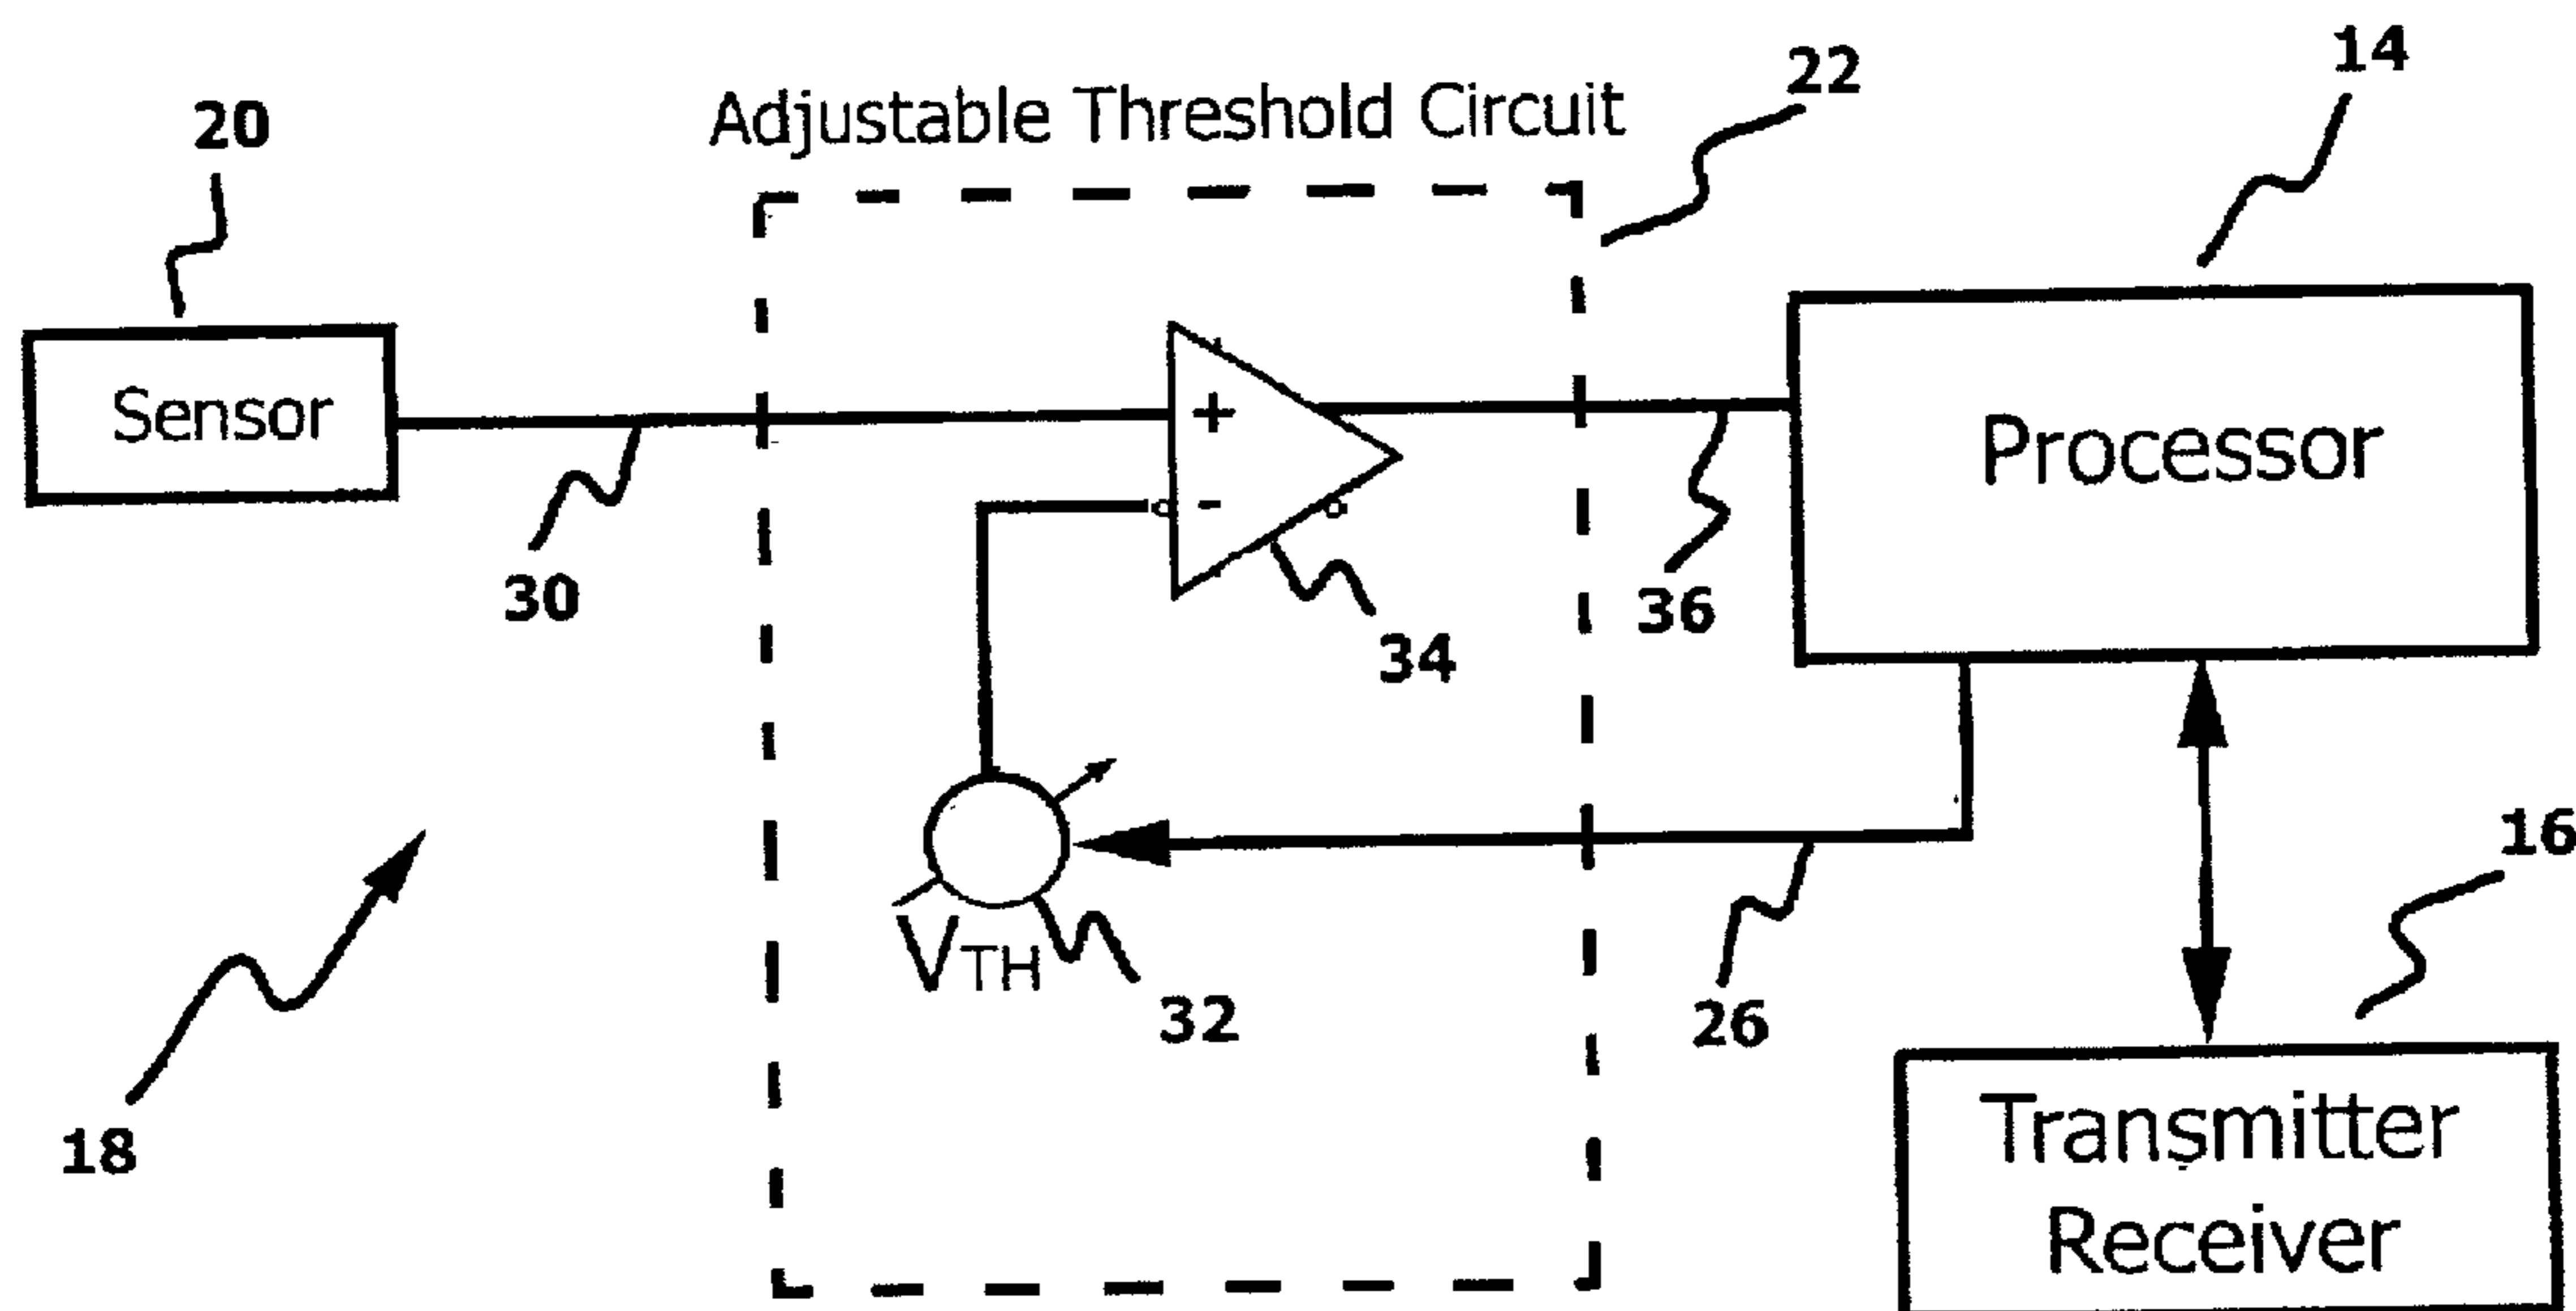 14
22
20
Adjustable Threshold Circuit
Sensor
+
-
Processor
30
36
34
16
VTH
32
26
18
Transmitter
Receiver